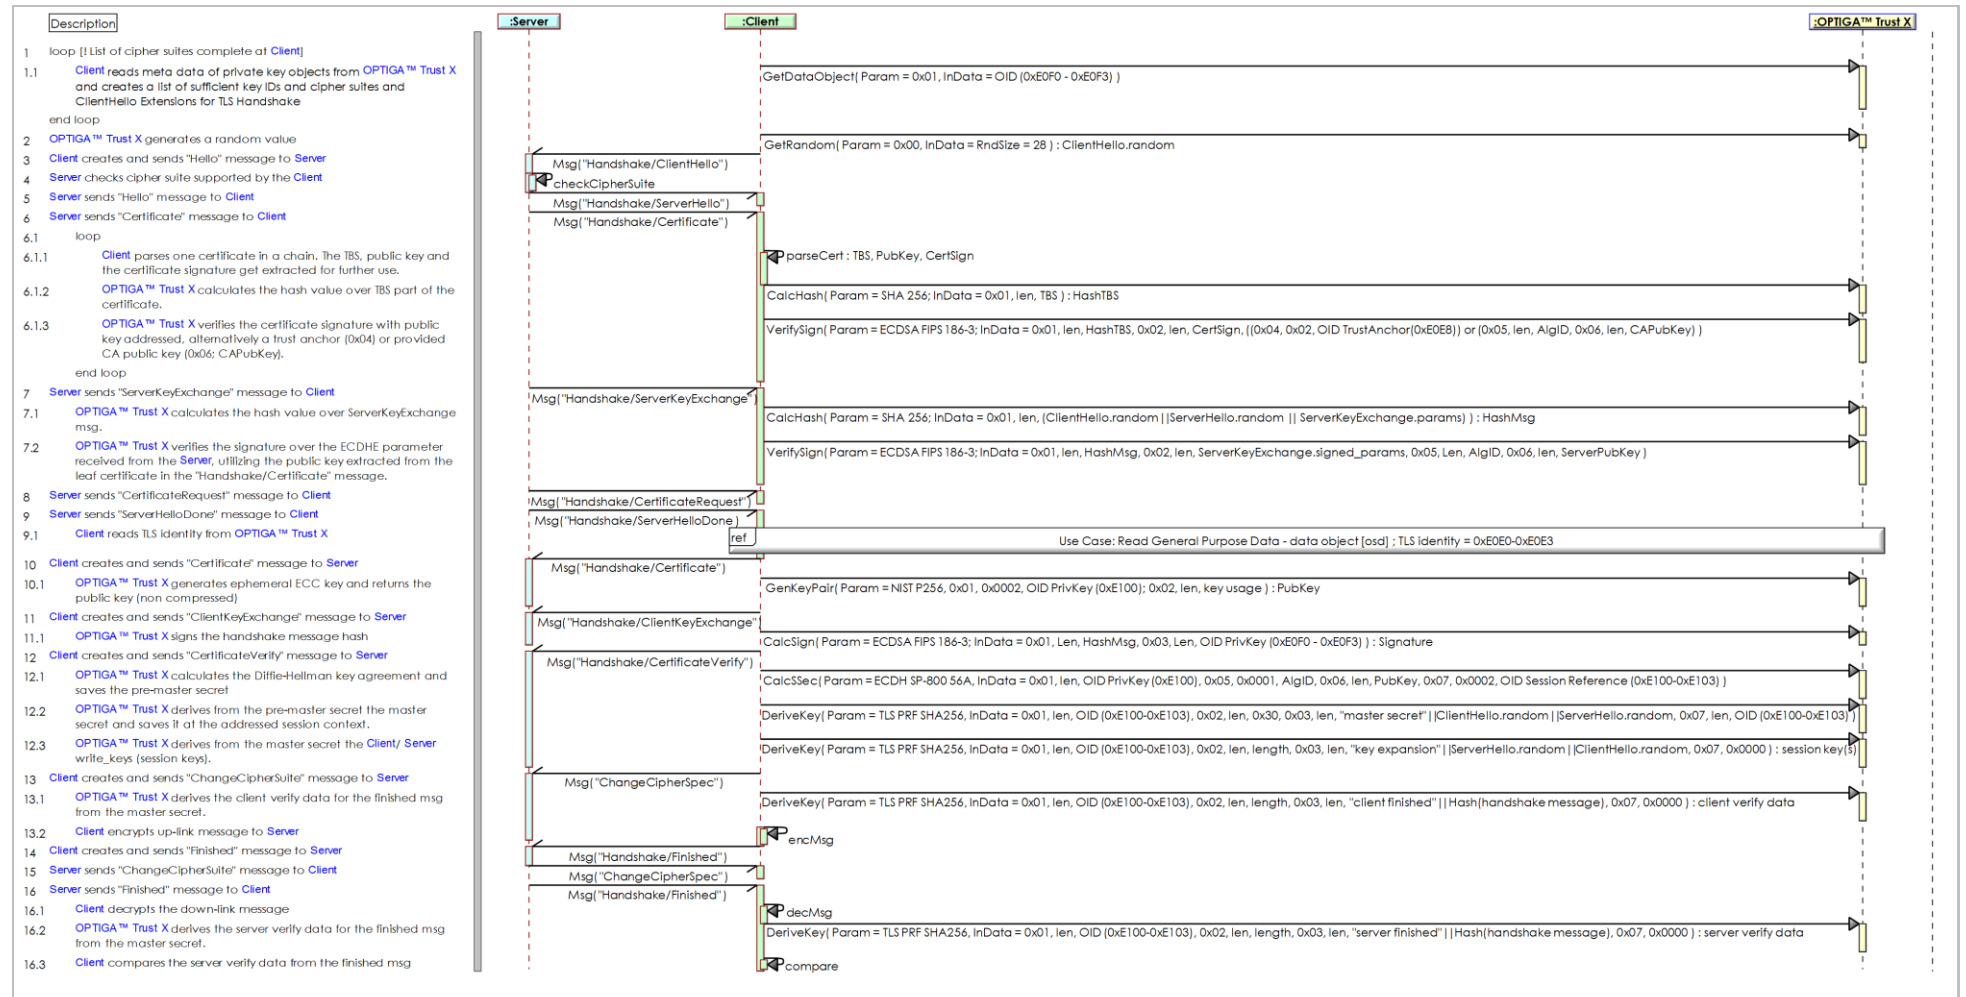 Description
:Server
:Client
:OPTIGA™ Trust X
1 loop [! List of cipher suites complete at Client]
1.1 Client reads meta data of private key objects from OPTIGA™ Trust X
and creates a list of sufficient key IDs and cipher suites and
ClientHello Extensions for TLS Handshake
GetDataObject( Param = 0x01, InData = OID (0xE0F0 - 0xE0F3) )
end loop
2 OPTIGA™ Trust X generates a random value
GetRandom( Param = 0x00, InData = RndSize = 28 ) : ClientHello.random
3 Client creates and sends "Hello" message to Server
Msg("Handshake/ClientHello")
4 Server checks cipher suite supported by the Client
checkCipherSuite
5 Server sends "Hello" message to Client
Msg("Handshake/ServerHello")
6 Server sends "Certificate" message to Client
Msg("Handshake/Certificate")
6.1 loop
6.1.1 Client parses one certificate in a chain. The TBS, public key and
the certificate signature get extracted for further use.
parseCert : TBS, PubKey, CertSign
6.1.2 OPTIGA™ Trust X calculates the hash value over TBS part of the
certificate.
CalcHash( Param = SHA 256; InData = 0x01, len, TBS ) : HashTBS
6.1.3 OPTIGA™ Trust X verifies the certificate signature with public
key addressed, alternatively a trust anchor (0x04) or provided
CA public key (0x06; CAPubKey).
VerifySign( Param = ECDSA FIPS 186-3; InData = 0x01, len, HashTBS, 0x02, len, CertSign, ((0x04, 0x02, OID TrustAnchor(0xE0E8)) or (0x05, len, AlgID, 0x06, len, CAPubKey) )
end loop
7 Server sends "ServerKeyExchange" message to Client
Msg("Handshake/ServerKeyExchange")
7.1 OPTIGA™ Trust X calculates the hash value over ServerKeyExchange
msg.
CalcHash( Param = SHA 256; InData = 0x01, len, (ClientHello.random ||ServerHello.random || ServerKeyExchange.params) ) : HashMsg
7.2 OPTIGA™ Trust X verifies the signature over the ECDHE parameter
received from the Server, utilizing the public key extracted from the
leaf certificate in the "Handshake/Certificate" message.
VerifySign( Param = ECDSA FIPS 186-3; InData = 0x01, len, HashMsg, 0x02, len, ServerKeyExchange.signed_params, 0x05, Len, AlgID, 0x06, len, ServerPubKey )
8 Server sends "CertificateRequest" message to Client
Msg("Handshake/CertificateRequest")
9 Server sends "ServerHelloDone" message to Client
Msg("Handshake/ServerHelloDone)
9.1 Client reads TLS identity from OPTIGA™ Trust X
ref
Use Case: Read General Purpose Data - data object [osd] ; TLS identity = 0xE0E0-0xE0E3
10 Client creates and sends "Certificate" message to Server
Msg("Handshake/Certificate")
10.1 OPTIGA™ Trust X generates ephemeral ECC key and returns the
public key (non compressed)
GenKeyPair( Param = NIST P256, 0x01, 0x0002, OID PrivKey (0xE100); 0x02, len, key usage ) : PubKey
11 Client creates and sends "ClientKeyExchange" message to Server
Msg("Handshake/ClientKeyExchange"
11.1 OPTIGA™ Trust X signs the handshake message hash
CalcSign( Param = ECDSA FIPS 186-3; InData = 0x01, Len, HashMsg, 0x03, Len, OID PrivKey (0xE0F0 - 0xE0F3) ) : Signature
12 Client creates and sends "CertificateVerify" message to Server
Msg("Handshake/CertificateVerify")
12.1 OPTIGA™ Trust X calculates the Diffie-Hellman key agreement and
saves the pre-master secret
CalcSSec( Param = ECDH SP-800 56A, InData = 0x01, len, OID PrivKey (0xE100), 0x05, 0x0001, AlgID, 0x06, len, PubKey, 0x07, 0x0002, OID Session Reference (0xE100-0xE103) )
12.2 OPTIGA™ Trust X derives from the pre-master secret the master
secret and saves it at the addressed session context.
DeriveKey( Param = TLS PRF SHA256, InData = 0x01, len, OID (0xE100-0xE103), 0x02, len, 0x30, 0x03, len, "master secret" ||ClientHello.random ||ServerHello.random, 0x07, len, OID (0xE100-0xE103) )
12.3 OPTIGA™ Trust X derives from the master secret the Client/ Server
write_keys (session keys).
DeriveKey( Param = TLS PRF SHA256, InData = 0x01, len, OID (0xE100-0xE103), 0x02, len, length, 0x03, len, "key expansion" ||ServerHello.random ||ClientHello.random, 0x07, 0x0000 ) : session key(s)
13 Client creates and sends "ChangeCipherSuite" message to Server
Msg("ChangeCipherSpec")
13.1 OPTIGA™ Trust X derives the client verify data for the finished msg
from the master secret.
DeriveKey( Param = TLS PRF SHA256, InData = 0x01, len, OID (0xE100-0xE103), 0x02, len, length, 0x03, len, "client finished" ||Hash(handshake message), 0x07, 0x0000 ) : client verify data
13.2 Client encrypts up-link message to Server
encMsg
14 Client creates and sends "Finished" message to Server
Msg("Handshake/Finished")
15 Server sends "ChangeCipherSuite" message to Client
Msg("ChangeCipherSpec")
16 Server sends "Finished" message to Client
Msg("Handshake/Finished")
16.1 Client decrypts the down-link message
decMsg
16.2 OPTIGA™ Trust X derives the server verify data for the finished msg
from the master secret.
DeriveKey( Param = TLS PRF SHA256, InData = 0x01, len, OID (0xE100-0xE103), 0x02, len, length, 0x03, len, "server finished" ||Hash(handshake message), 0x07, 0x0000 ) : server verify data
16.3 Client compares the server verify data from the finished msg
compare